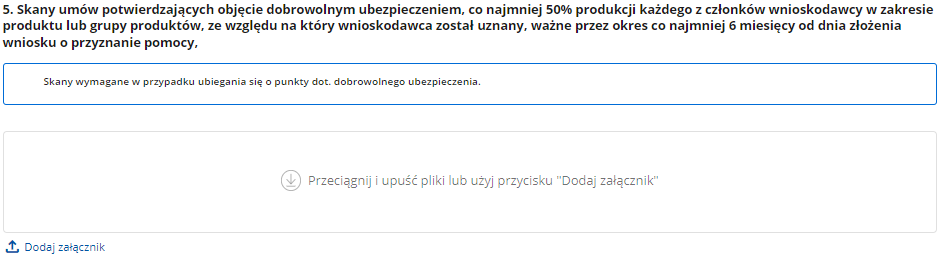 5. Skany umów potwierdzających objęcie dobrowolnym ubezpieczeniem, co najmniej 50% produkcji każdego z członków wnioskodawcy w zakresie
produktu lub grupy produktów, ze względu na który wnioskodawca został uznany, ważne przez okres co najmniej 6 miesięcy od dnia złożenia
wniosku o przyznanie pomocy,
Skany wymagane w przypadku ubiegania się o punkty dot. dobrowolnego ubezpieczenia.
Przeciągnij i upuść pliki lub użyj przycisku "Dodaj załącznik"
Dodaj załącznik